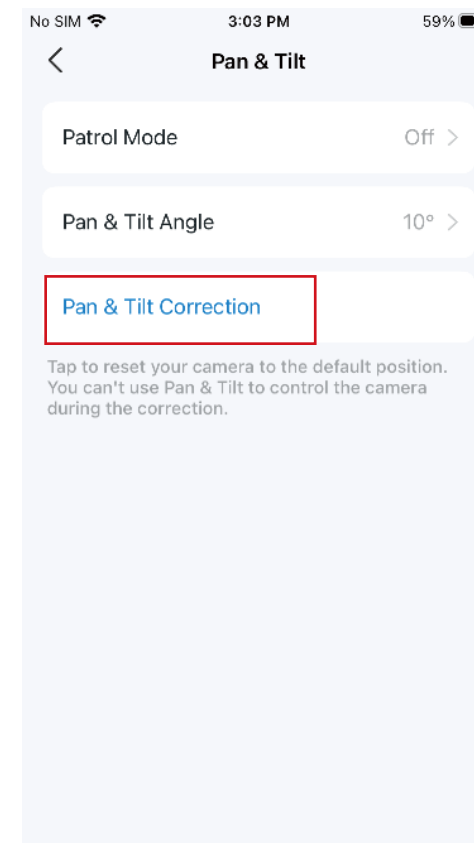 No SIM 3:03 PM 59%
Pan & Tilt
Patrol Mode Off
Pan & Tilt Angle 10°
Pan & Tilt Correction
Tap to reset your camera to the default position.
You can't use Pan & Tilt to control the camera
during the correction.